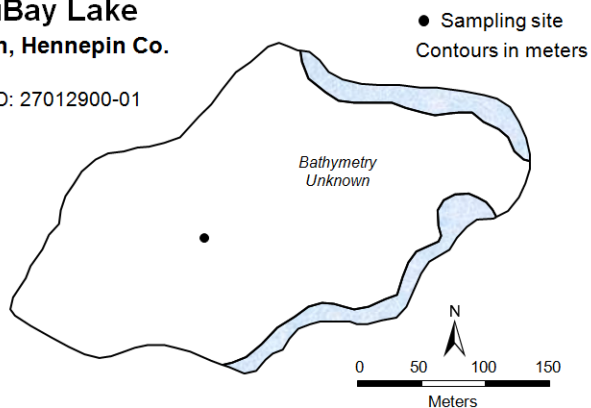 Bay Lake
, Hennepin Co.
: 27012900-01
Sampling site
Contours in meters
Bathymetry
Unknown
N
0 50 100 150
Meters